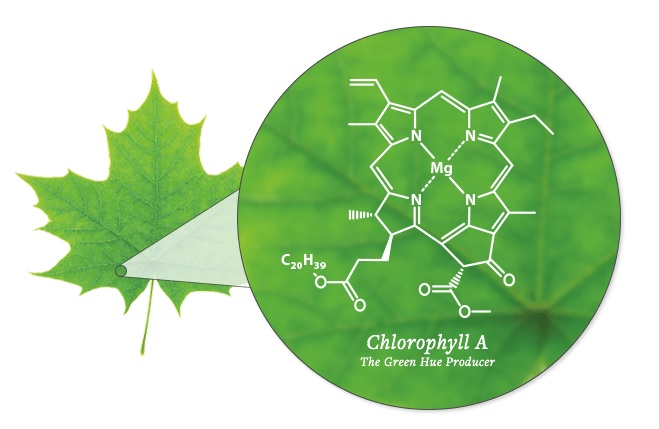 N
N
Mg
N
N
C20H39
O
O
O
O
O
Chlorophyll A
The Green Hue Producer